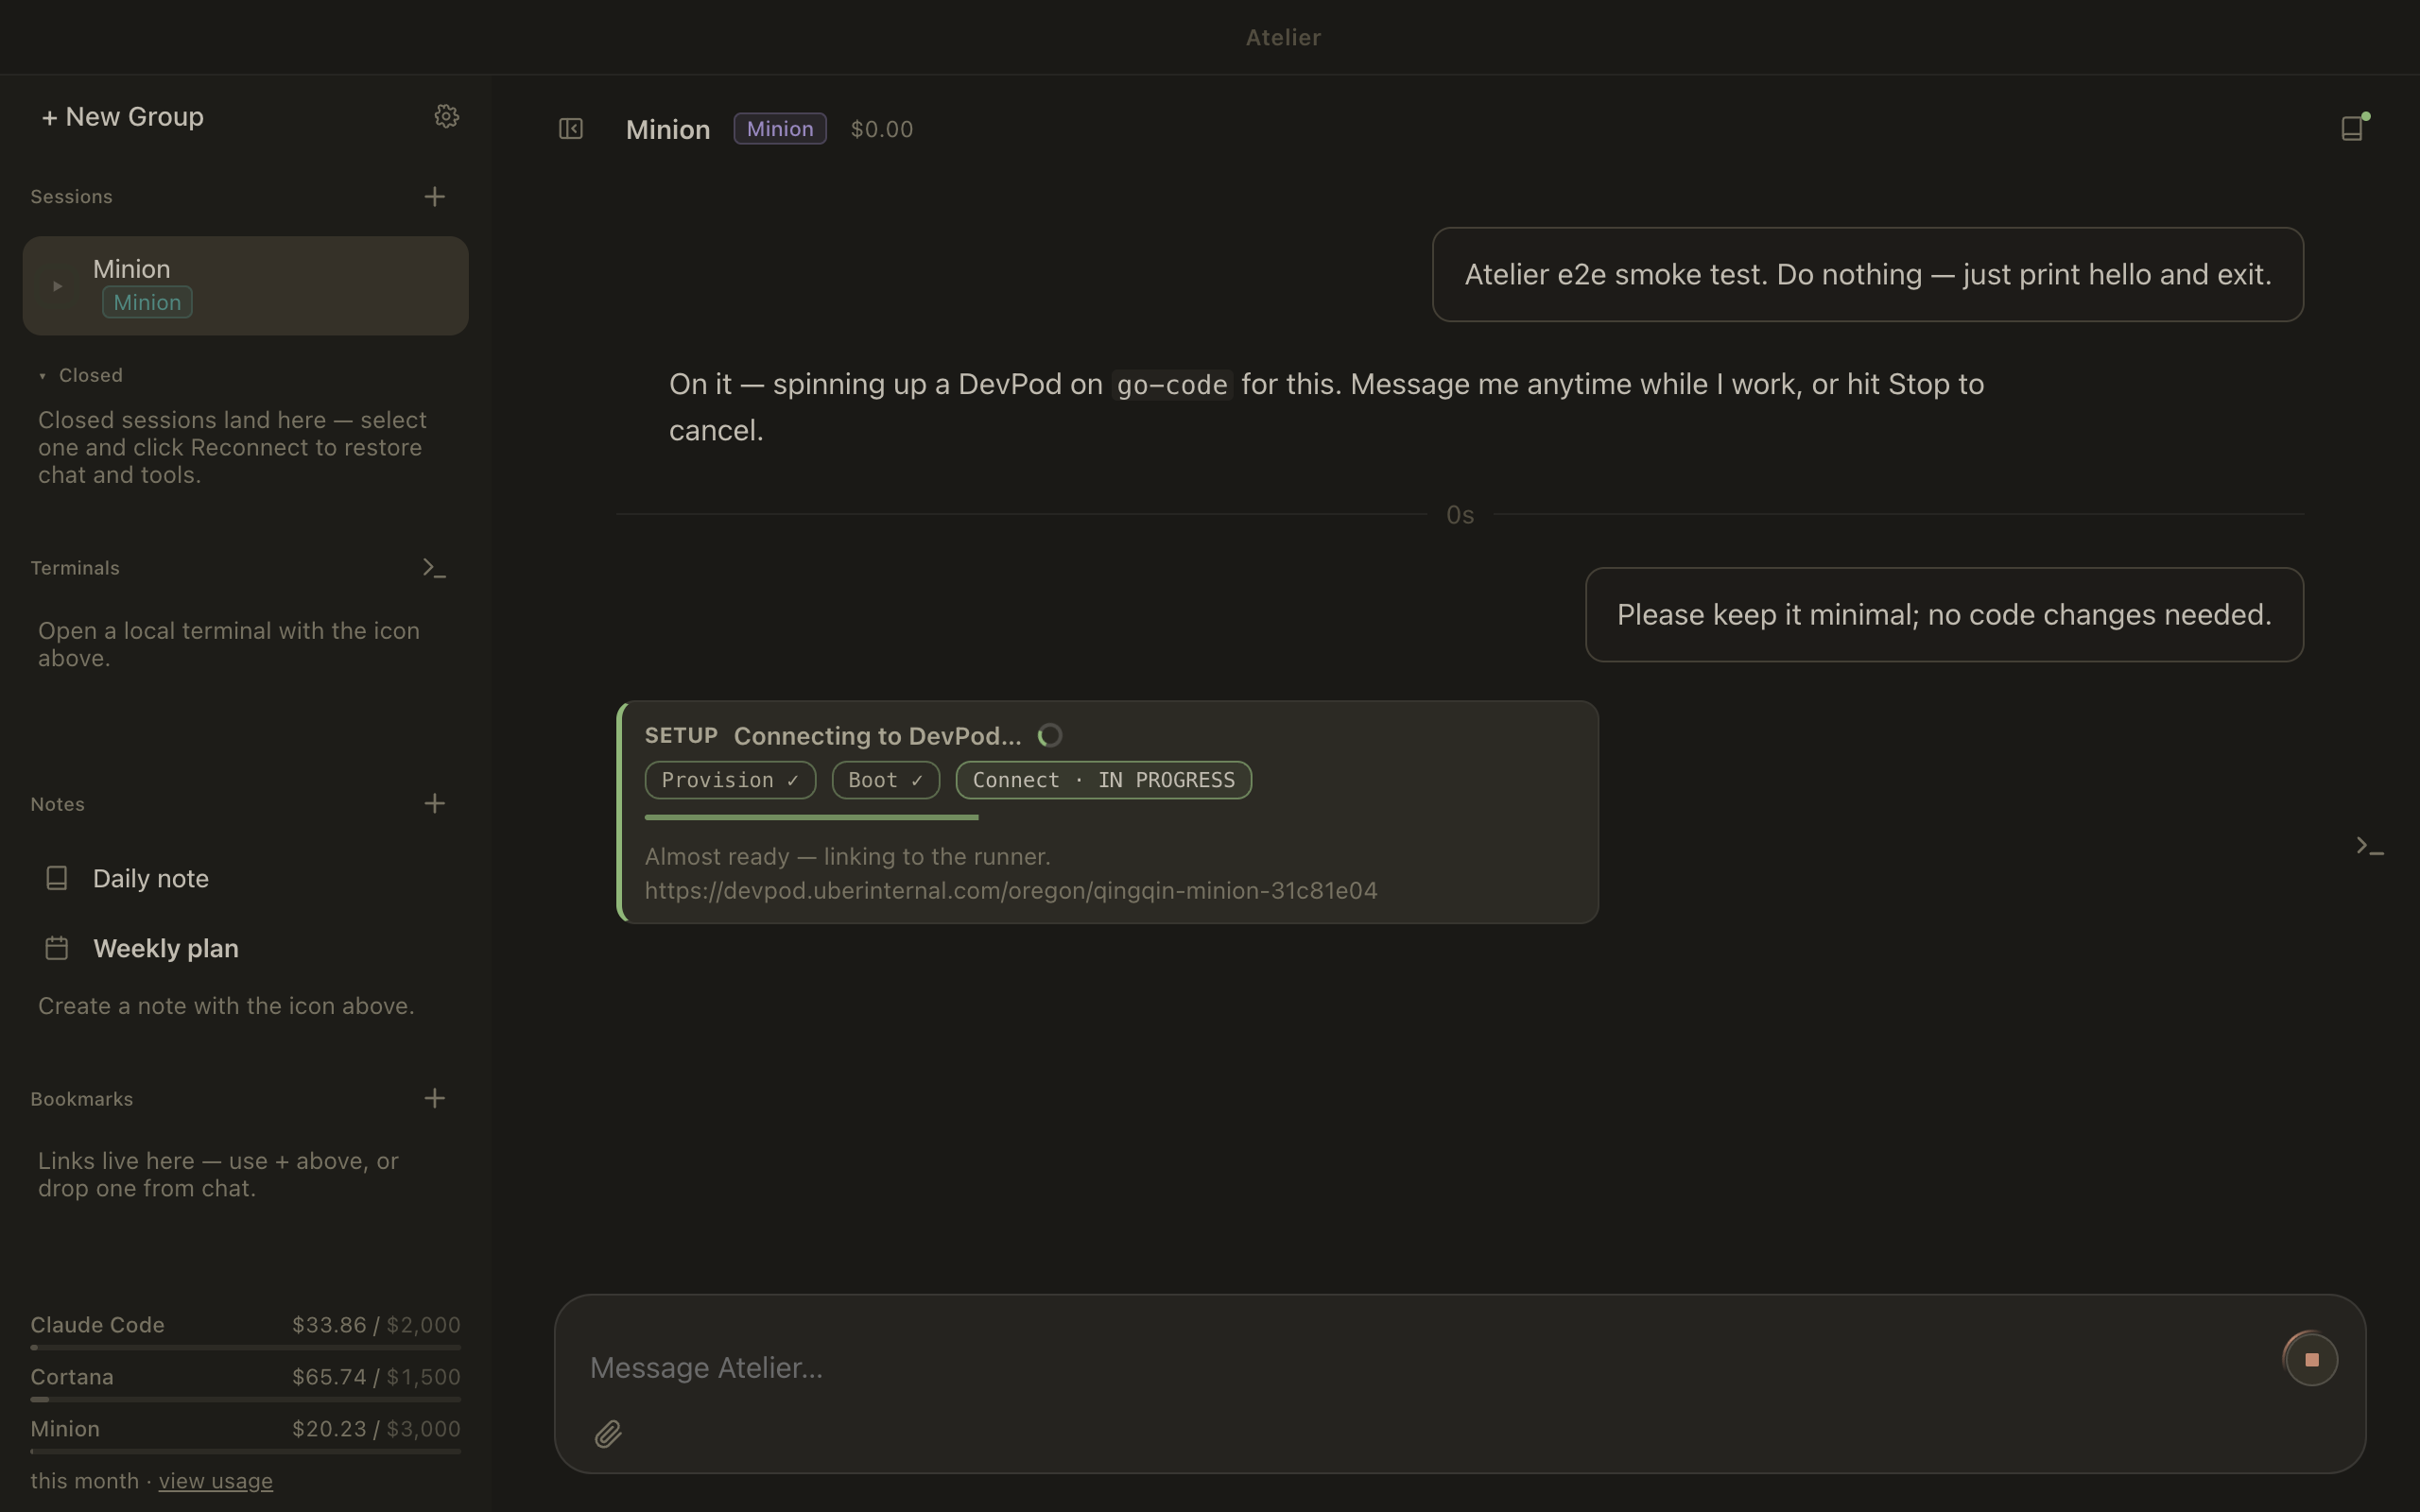 Atelier
+ New Group
Sessions
Minion
Minion
Closed
Closed sessions land here — select
one and click Reconnect to restore
chat and tools.
Terminals
Open a local terminal with the icon
above.
Notes
Daily note
Weekly plan
Create a note with the icon above.
Bookmarks
Links live here — use + above, or
drop one from chat.
Claude Code $33.86 / $2,000
Cortana $65.74 / $1,500
Minion $20.23 / $3,000
this month · view usage
Minion Minion $0.00
Atelier e2e smoke test. Do nothing — just print hello and exit.
On it — spinning up a DevPod on go-code for this. Message me anytime while I work, or hit Stop to
cancel.
0s
Please keep it minimal; no code changes needed.
SETUP Connecting to DevPod...
Provision ✓ Boot ✓ Connect · IN PROGRESS
Almost ready — linking to the runner.
https://devpod.uberinternal.com/oregon/qingqin-minion-31c81e04
Message Atelier...